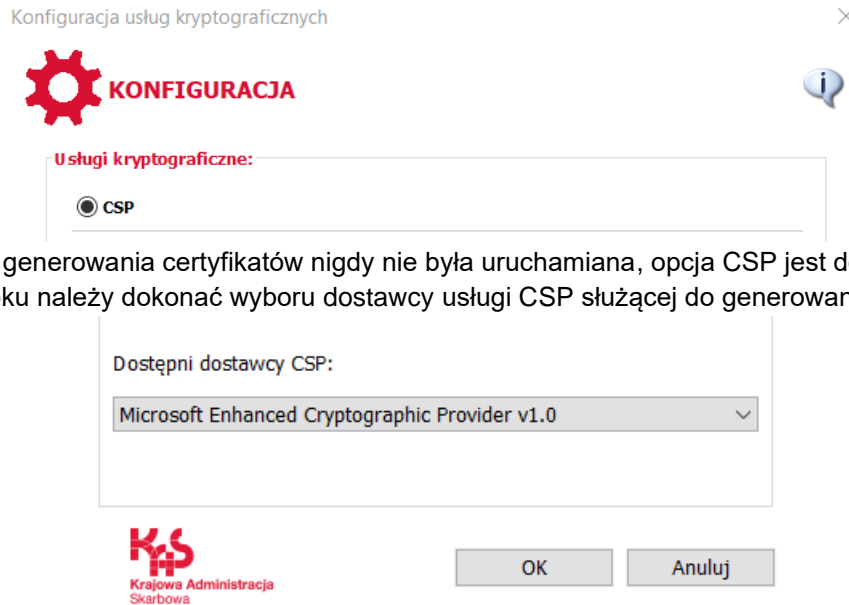 Konfiguracja usług kryptograficznych
KONFIGURACJA
Usługi kryptograficzne:
CSP
generowania certyfikatów nigdy nie była uruchamiana, opcja CSP jest d
ku należy dokonać wyboru dostawcy usługi CSP służącej do generowan
Dostępni dostawcy CSP:
Microsoft Enhanced Cryptographic Provider v1.0
KAS
Krajowa Administracja
Skarbowa
OK
Anuluj